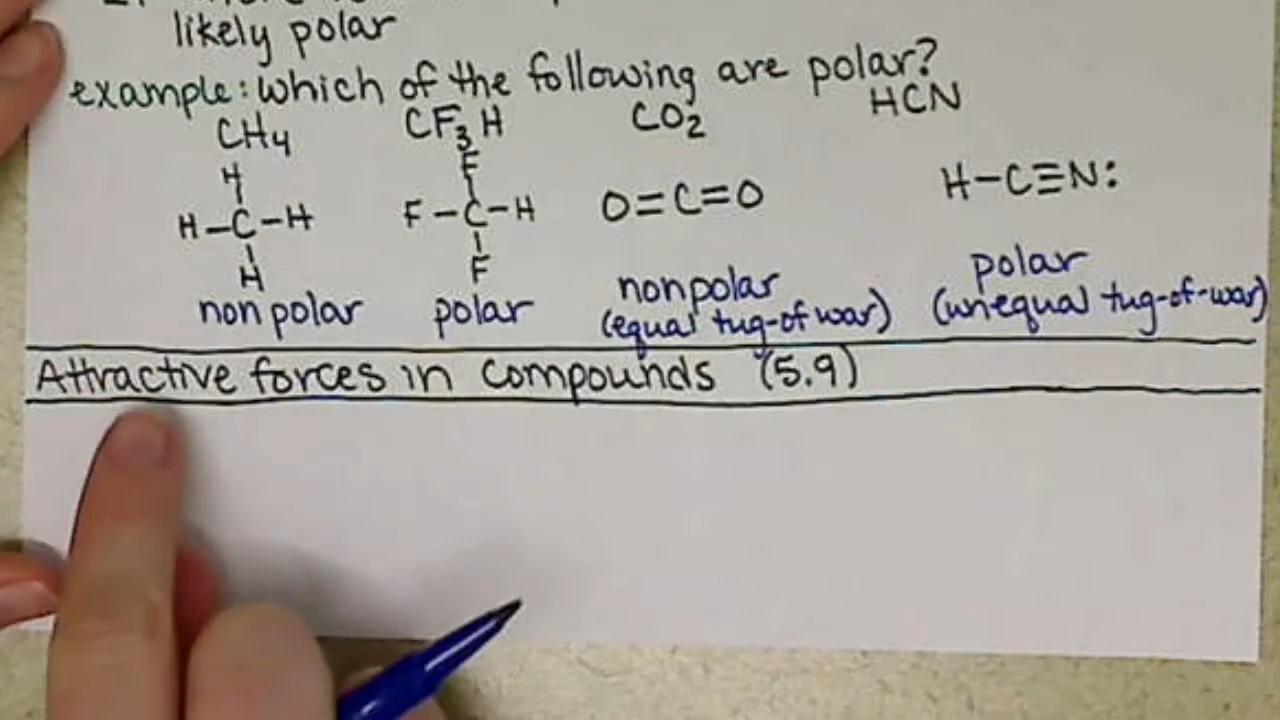 likely polar
example: which of the following are polar?
CH4 CF3H CO2 HCN
H
H-C-H
H
F
F-C-H
F
O=C=O
H-C≡N:
nonpolar
polar
nonpolar
(equal tug-of war)
polar
(unequal tug-of-war)
Attractive forces in compounds (5.9)